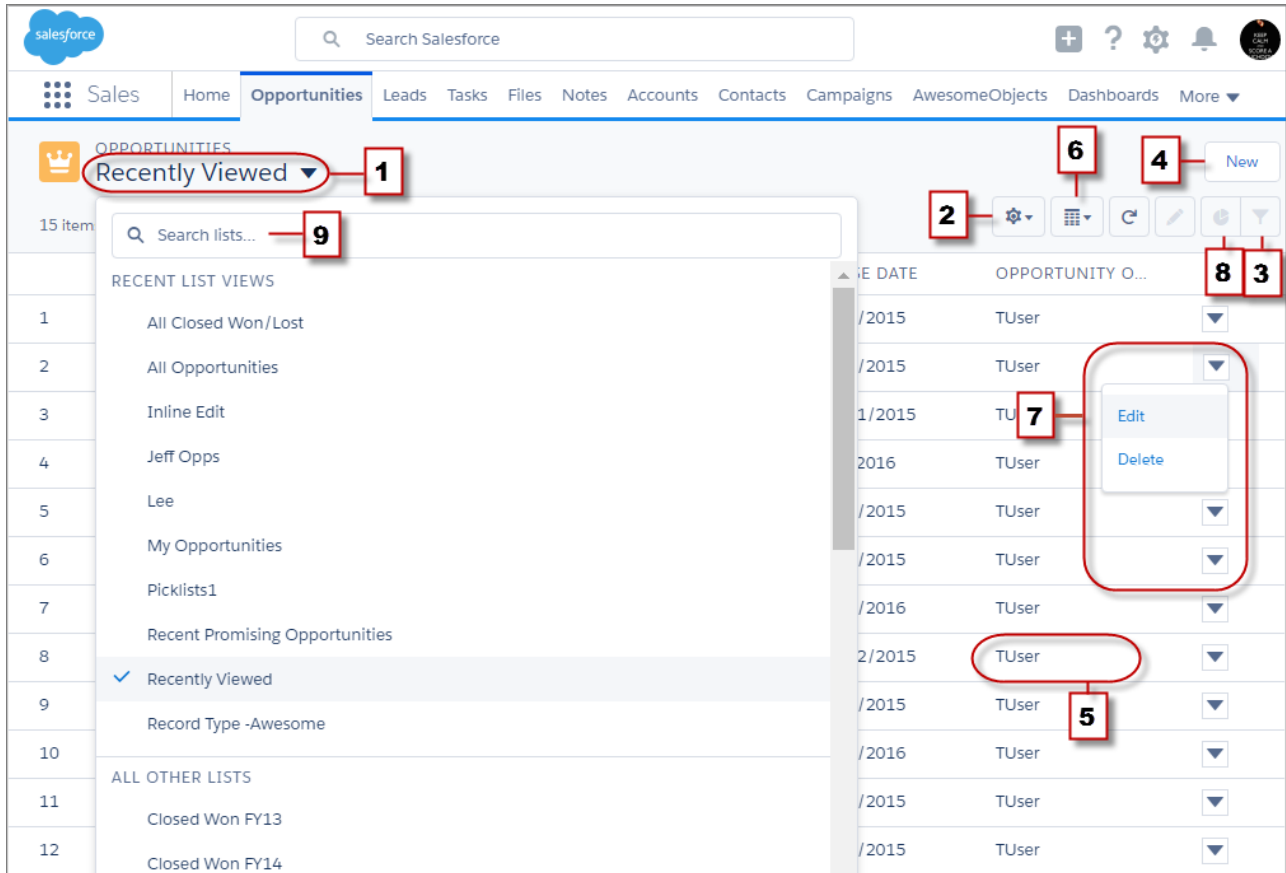 salesforce
Search Salesforce
KEEP
CALM
SCORE A
Sales
Home Opportunities Leads Tasks Files Notes Accounts Contacts Campaigns AwesomeObjects Dashboards More
OPPORTUNITIES
Recently Viewed
1
6
4
New
15 item
2
8
3
Search lists...
9
SE DATE
OPPORTUNITY O...
RECENT LIST VIEWS
1 All Closed Won/Lost /2015 TUser
2 All Opportunities /2015 TUser
3 Inline Edit 1/2015 TU
7
Edit
4 Jeff Opps 2016 TUser
Delete
5 Lee /2015 TUser
6 My Opportunities /2015 TUser
7 Picklists1 /2016 TUser
Recent Promising Opportunities
8 Recently Viewed 2/2015 TUser
5
9 Record Type -Awesome /2015 TUser
10 /2016 TUser
ALL OTHER LISTS
11 Closed Won FY13 /2015 TUser
12 Closed Won FY14 /2015 TUser